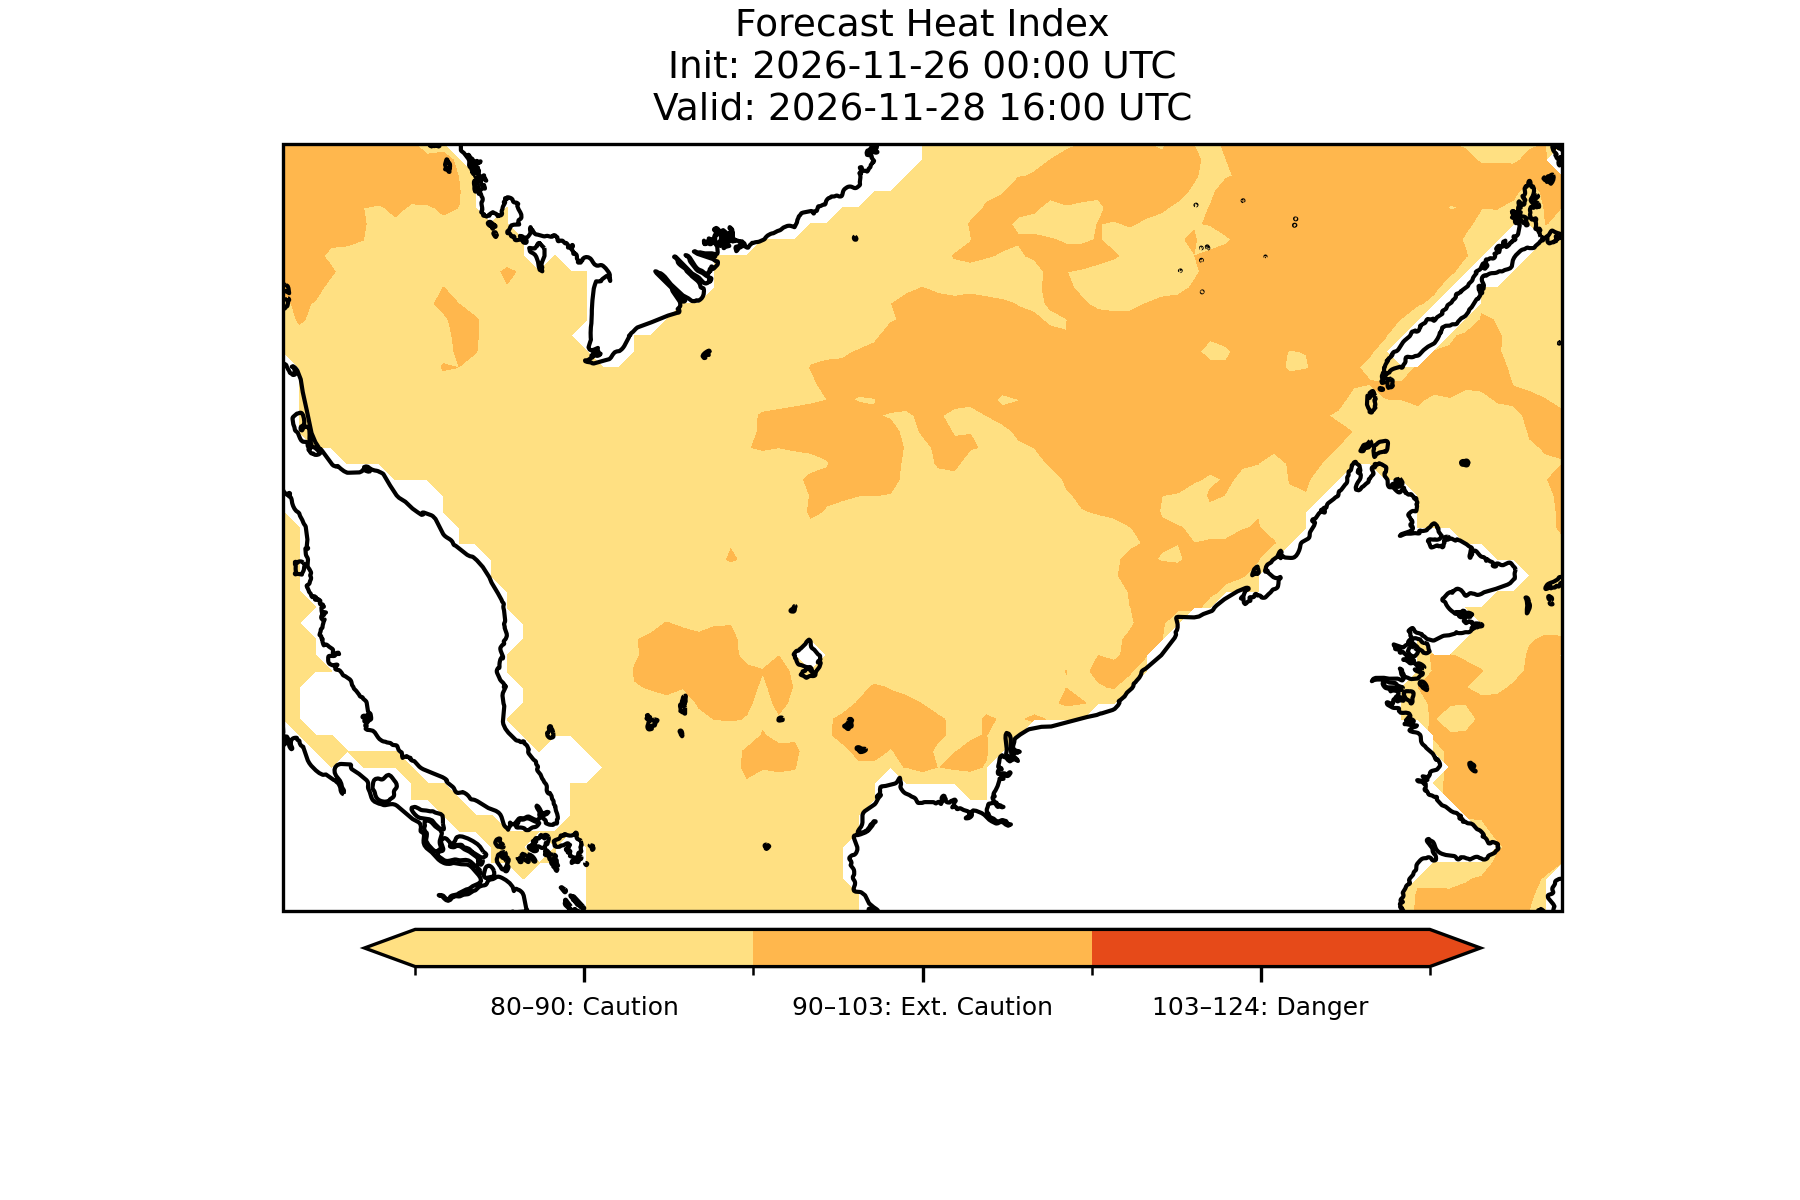 Forecast Heat Index
Init: 2026-11-26 00:00 UTC
Valid: 2026-11-28 16:00 UTC
80–90: Caution
90–103: Ext. Caution
103–124: Danger